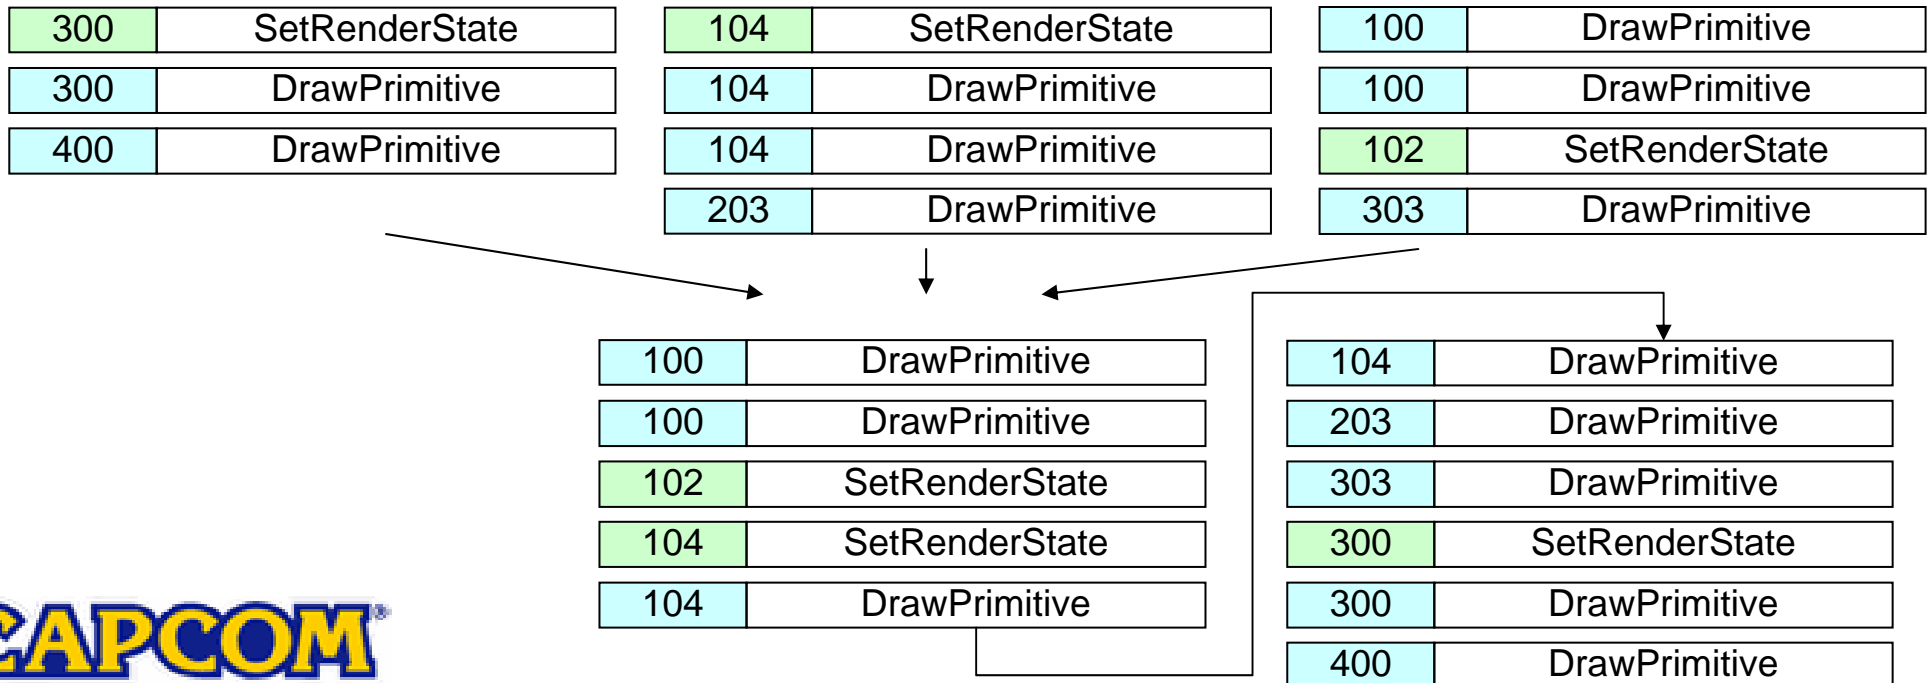 300 SetRenderState
300 DrawPrimitive
400 DrawPrimitive
104 SetRenderState
104 DrawPrimitive
104 DrawPrimitive
203 DrawPrimitive
100 DrawPrimitive
100 DrawPrimitive
102 SetRenderState
303 DrawPrimitive
100 DrawPrimitive
100 DrawPrimitive
102 SetRenderState
104 SetRenderState
104 DrawPrimitive
104 DrawPrimitive
203 DrawPrimitive
303 DrawPrimitive
300 SetRenderState
300 DrawPrimitive
400 DrawPrimitive
CAPCOM®